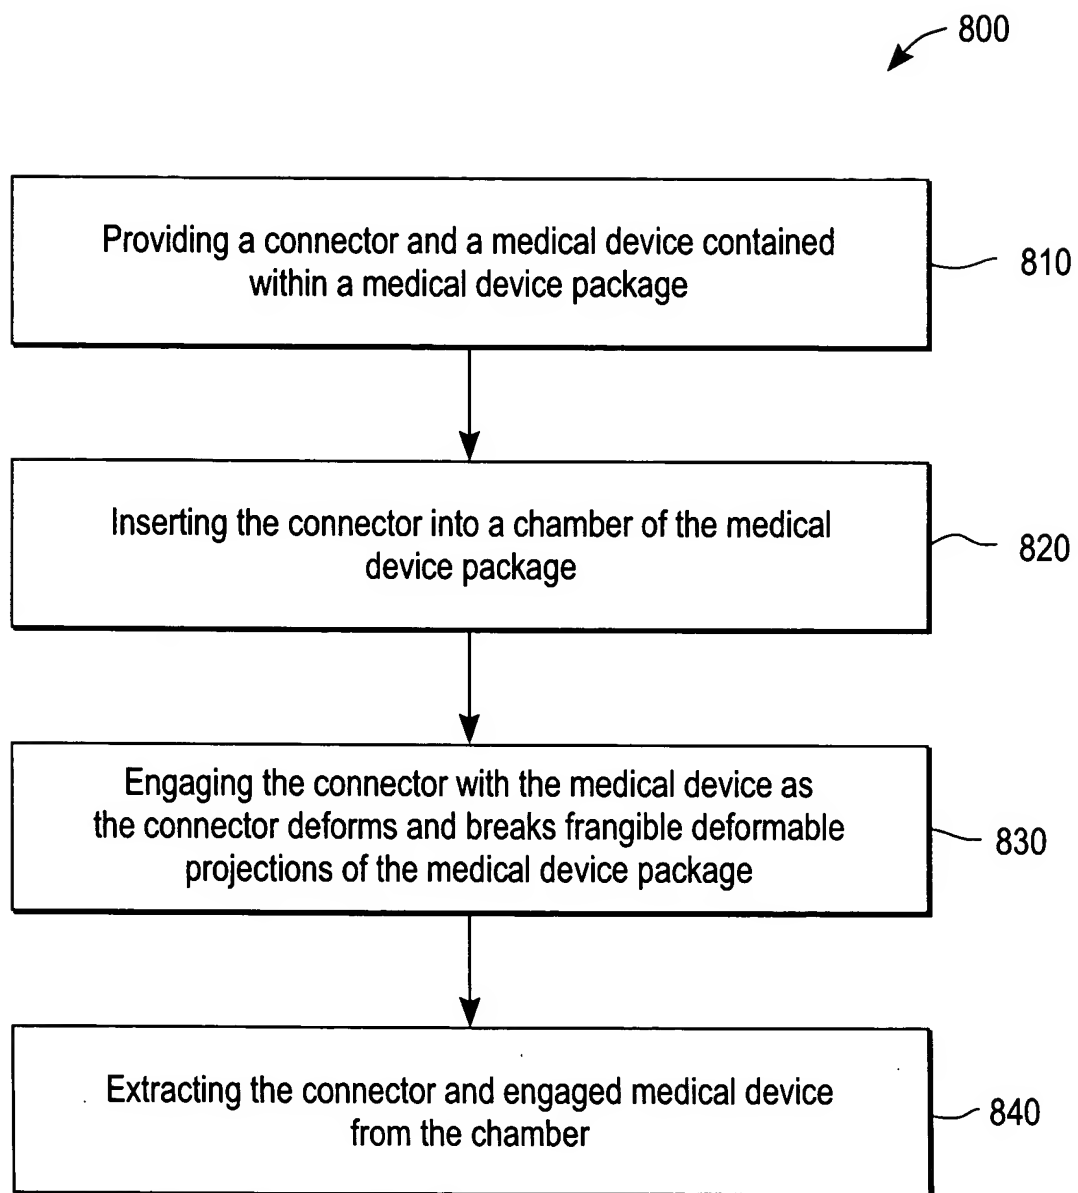 800
Providing a connector and a medical device contained
within a medical device package
810
Inserting the connector into a chamber of the medical
device package
820
Engaging the connector with the medical device as
the connector deforms and breaks frangible deformable
projections of the medical device package
830
Extracting the connector and engaged medical device
from the chamber
840